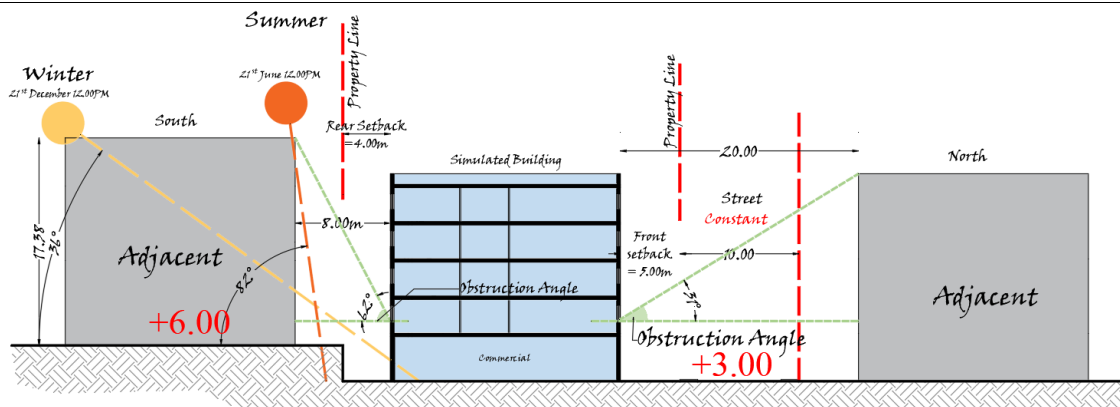 Summer
Winter
21st December 12.00PM
21st June 12.00PM
Property Line
Property Line
South
Rear Setback
=4.00m
Simulated Building
20.00
North
17.38
36°
8.00m
Street
Constant
Front
setback
= 5.00m
10.00
Adjacent
82°
62°
Obstruction Angle
31°
Adjacent
+6.00
Obstruction Angle
Commercial
+3.00